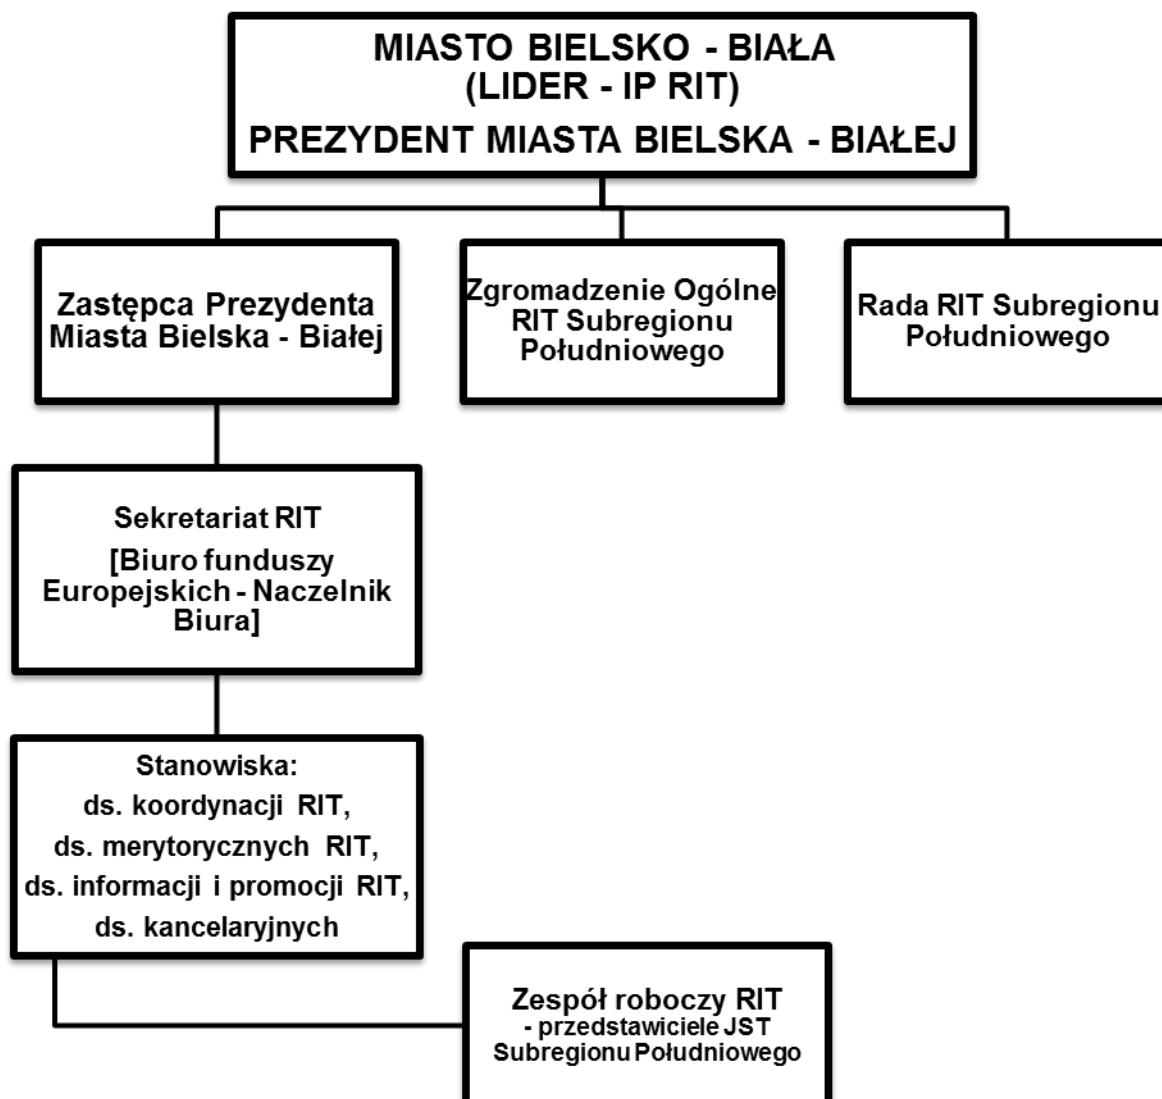 MIASTO BIELSKO - BIAŁA
(LIDER - IP RIT)
PREZYDENT MIASTA BIELSKA - BIAŁEJ
Zastępca Prezydenta
Miasta Bielska - Białej
Zgromadzenie Ogólne
RIT Subregionu
Południowego
Rada RIT Subregionu
Południowego
Sekretariat RIT
[Biuro funduszy
Europejskich - Naczelnik
Biura]
Stanowiska:
ds. koordynacji RIT,
ds. merytorycznych RIT,
ds. informacji i promocji RIT,
ds. kancelaryjnych
Zespół roboczy RIT
- przedstawiciele JST
Subregionu Południowego